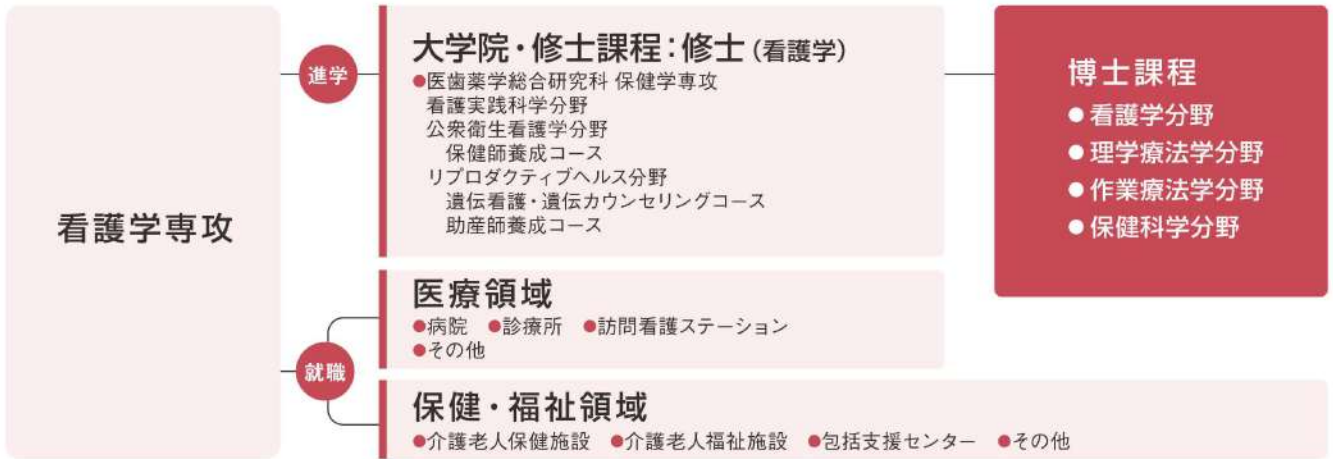 看護学専攻
進学
大学院・修士課程：修士（看護学）
●医歯薬学総合研究科 保健学専攻
看護実践科学分野
公衆衛生看護学分野
保健師養成コース
リプロダクティブヘルス分野
遺伝看護・遺伝カウンセリングコース
助産師養成コース
博士課程
●看護学分野
●理学療法学分野
●作業療法学分野
●保健科学分野
就職
医療領域
●病院 ●診療所 ●訪問看護ステーション
●その他
保健・福祉領域
●介護老人保健施設 ●介護老人福祉施設 ●包括支援センター ●その他